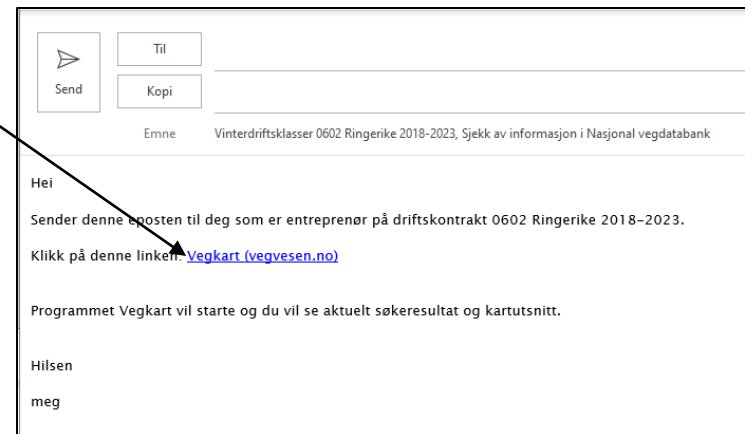 Til
Send
Kopi
Emne Vinterdriftsklasser 0602 Ringerike 2018-2023, Sjekk av informasjon i Nasjonal vegdatabank
Hei
Sender denne eposten til deg som er entreprenør på driftskontrakt 0602 Ringerike 2018-2023.
Klikk på denne linken: Vegkart (vegvesen.no)
Programmet Vegkart vil starte og du vil se aktuelt søkeresultat og kartutsnitt.
Hilsen
meg